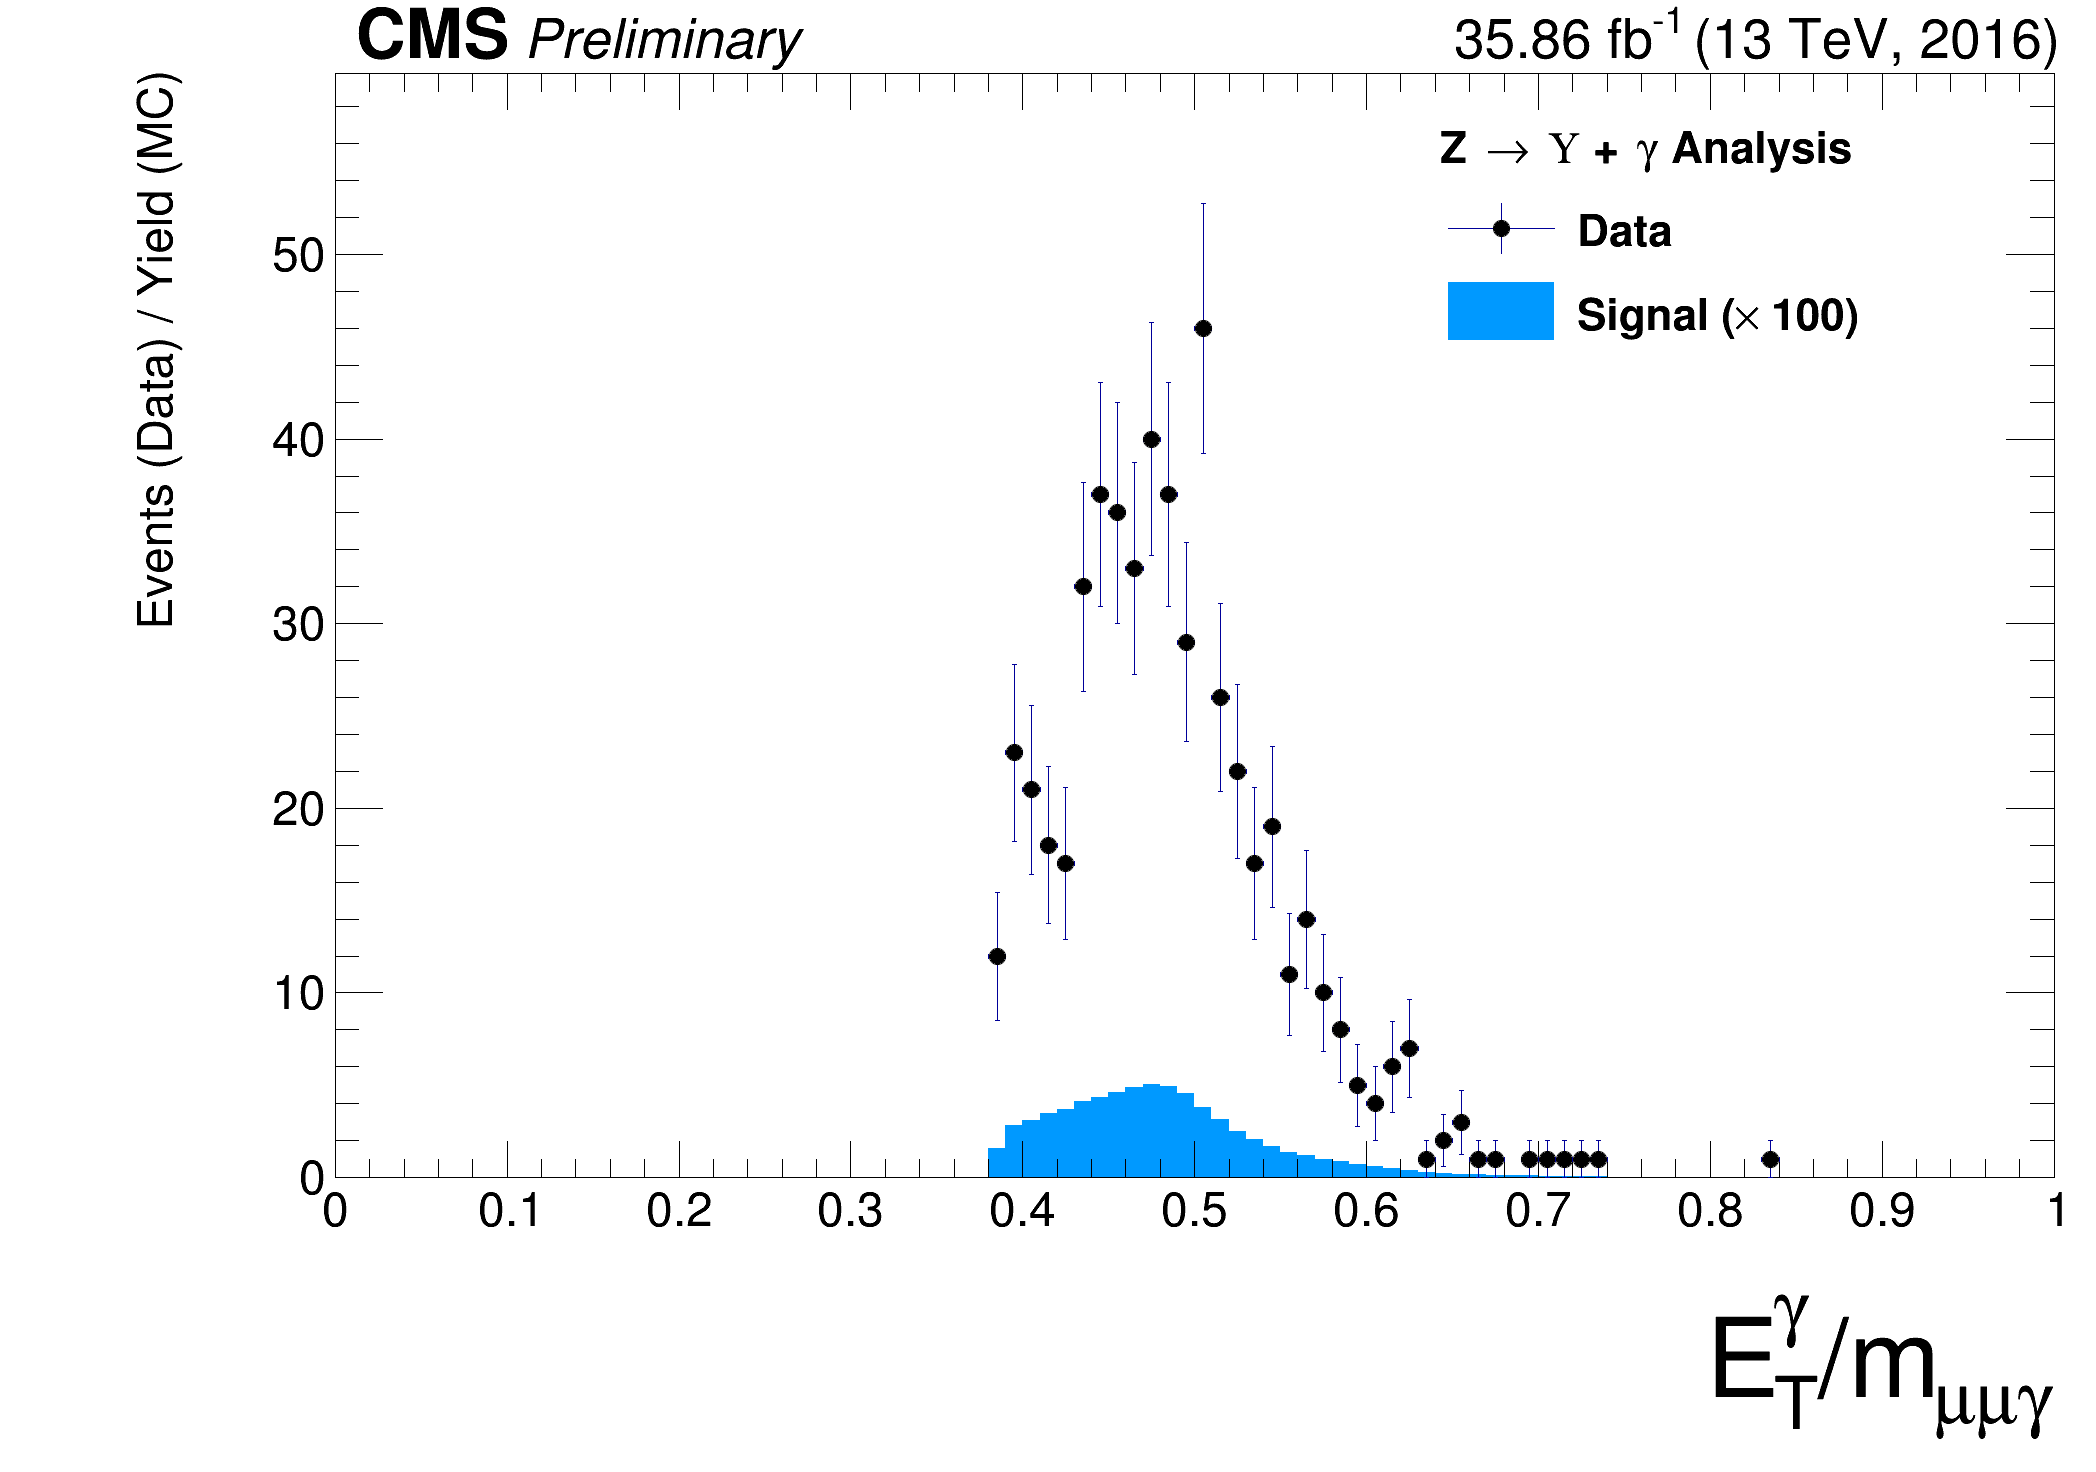 CMS Preliminary 35.86 fb⁻¹ (13 TeV, 2016)
Events (Data) / Yield (MC)
Z → Υ + γ Analysis
Data
Signal (× 100)
50
40
30
20
10
0
0 0.1 0.2 0.3 0.4 0.5 0.6 0.7 0.8 0.9 1
E_T^γ/m_μμγ